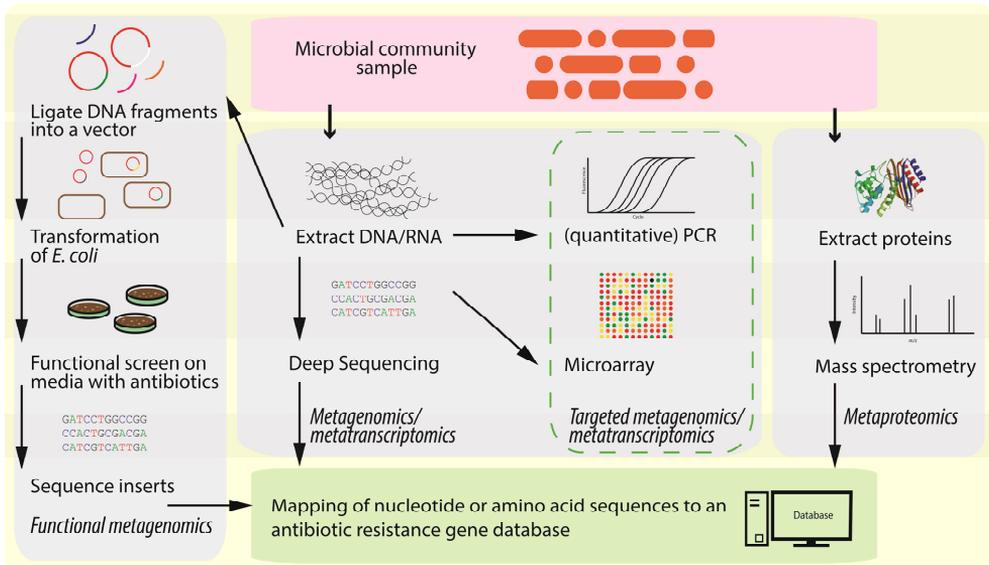 Microbial community
sample
Ligate DNA fragments
into a vector
Transformation
of E. coli
Functional screen on
media with antibiotics
GATCCTGGCCGG
CCACTGCGACGA
CATCGTCATTGA
Sequence inserts
Functional metagenomics
Extract DNA/RNA
GATCCTGGCCGG
CCACTGCGACGA
CATCGTCATTGA
Deep Sequencing
Metagenomics/
metatranscriptomics
Fluorescence
Cycle
(quantitative) PCR
Microarray
Targeted metagenomics/
metatranscriptomics
Extract proteins
Intensity
m/z
Mass spectrometry
Metaproteomics
Mapping of nucleotide or amino acid sequences to an
antibiotic resistance gene database
Database